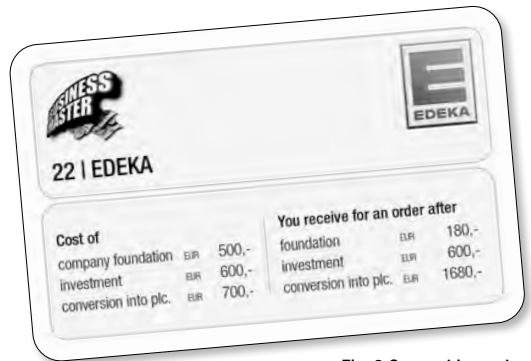 BUSINESS
MASTER
EDEKA
22 | EDEKA
Cost of
company foundation EUR 500,-
investment EUR 600,-
conversion into plc. EUR 700,-
You receive for an order after
foundation EUR 180,-
investment EUR 600,-
conversion into plc. EUR 1680,-